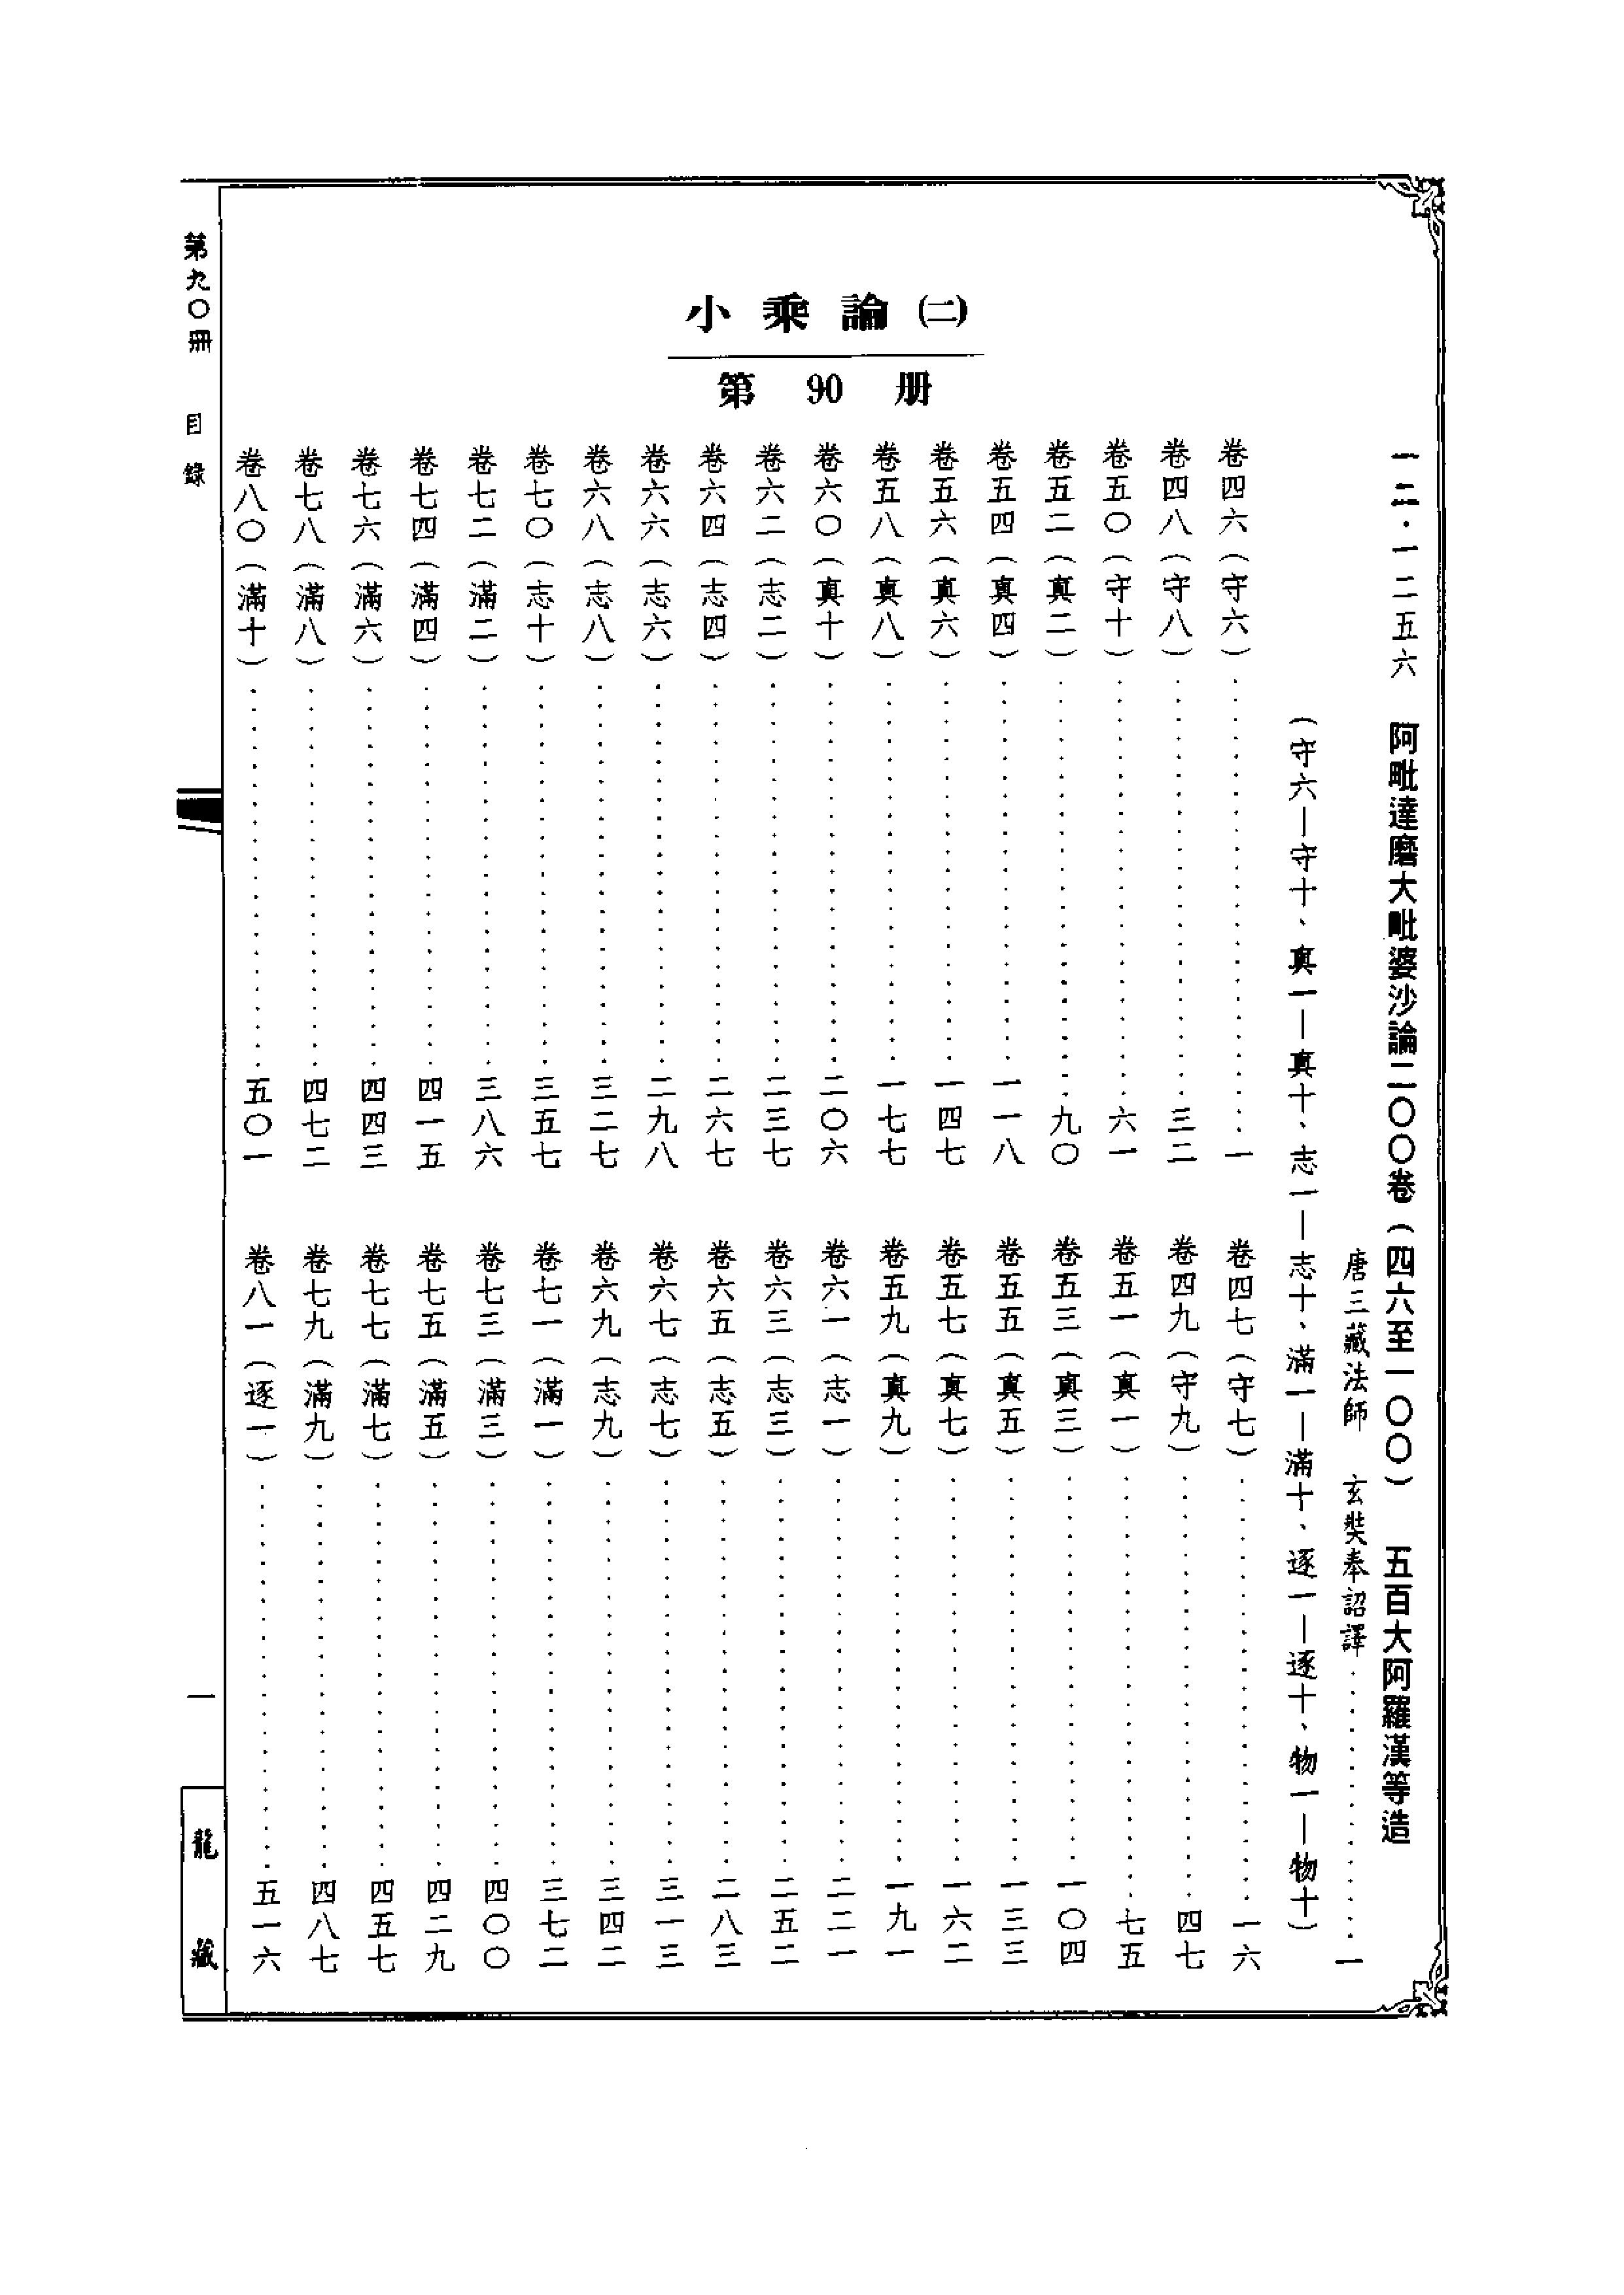 小乘論(二)
第 90 册
一二·一二五六 阿毗達磨大毗婆沙論二〇〇卷(四六至一〇〇) 五百大阿羅漢等造
唐三藏法師 玄奘奉詔譯…………一
(守六—守十、真一—真十、志一—志十、滿一—滿十、逐一—逐十、物一—物十)
卷四六(守六)…………一
卷四七(守七)…………一六
卷四八(守八)…………三二
卷四九(守九)…………四七
卷五〇(守十)…………六一
卷五一(真一)…………七五
卷五二(真二)…………九〇
卷五三(真三)…………一〇四
卷五四(真四)…………一一八
卷五五(真五)…………一三三
卷五六(真六)…………一四七
卷五七(真七)…………一六二
卷五八(真八)…………一七七
卷五九(真九)…………一九一
卷六〇(真十)…………二〇六
卷六一(志一)…………二二一
卷六二(志二)…………二三七
卷六三(志三)…………二五二
卷六四(志四)…………二六七
卷六五(志五)…………二八三
卷六六(志六)…………二九八
卷六七(志七)…………三一三
卷六八(志八)…………三二七
卷六九(志九)…………三四二
卷七〇(志十)…………三五七
卷七一(滿一)…………三七二
卷七二(滿二)…………三八六
卷七三(滿三)…………四〇〇
卷七四(滿四)…………四一五
卷七五(滿五)…………四二九
卷七六(滿六)…………四四三
卷七七(滿七)…………四五七
卷七八(滿八)…………四七二
卷七九(滿九)…………四八七
卷八〇(滿十)…………五〇一
卷八一(逐一)…………五一六
第九〇冊 目錄
一
龍藏